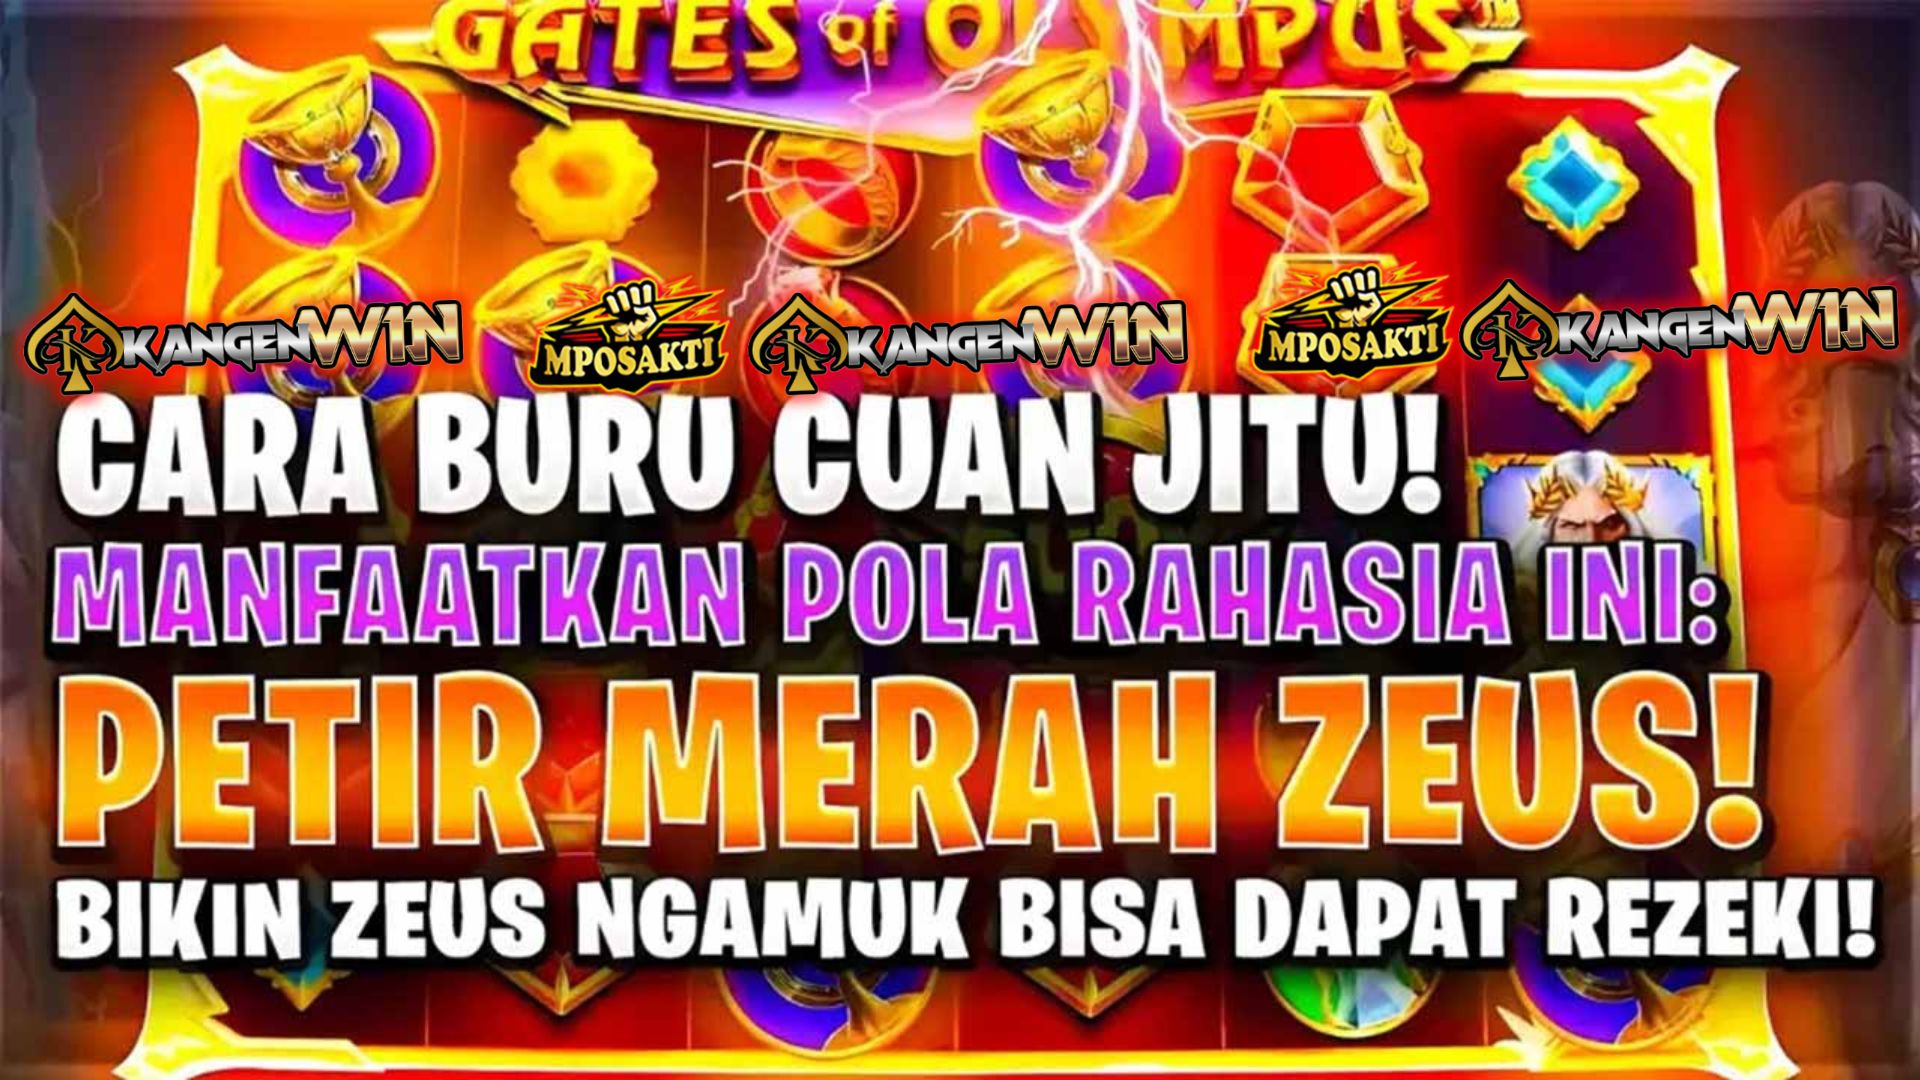 GATES of OLYMPUS™
KANGENWIN MPOSAKTI KANGENWIN MPOSAKTI KANGENWIN
CARA BURU CUAN JITU!
MANFAATKAN POLA RAHASIA INI:
PETIR MERAH ZEUS!
BIKIN ZEUS NGAMUK BISA DAPAT REZEKI!